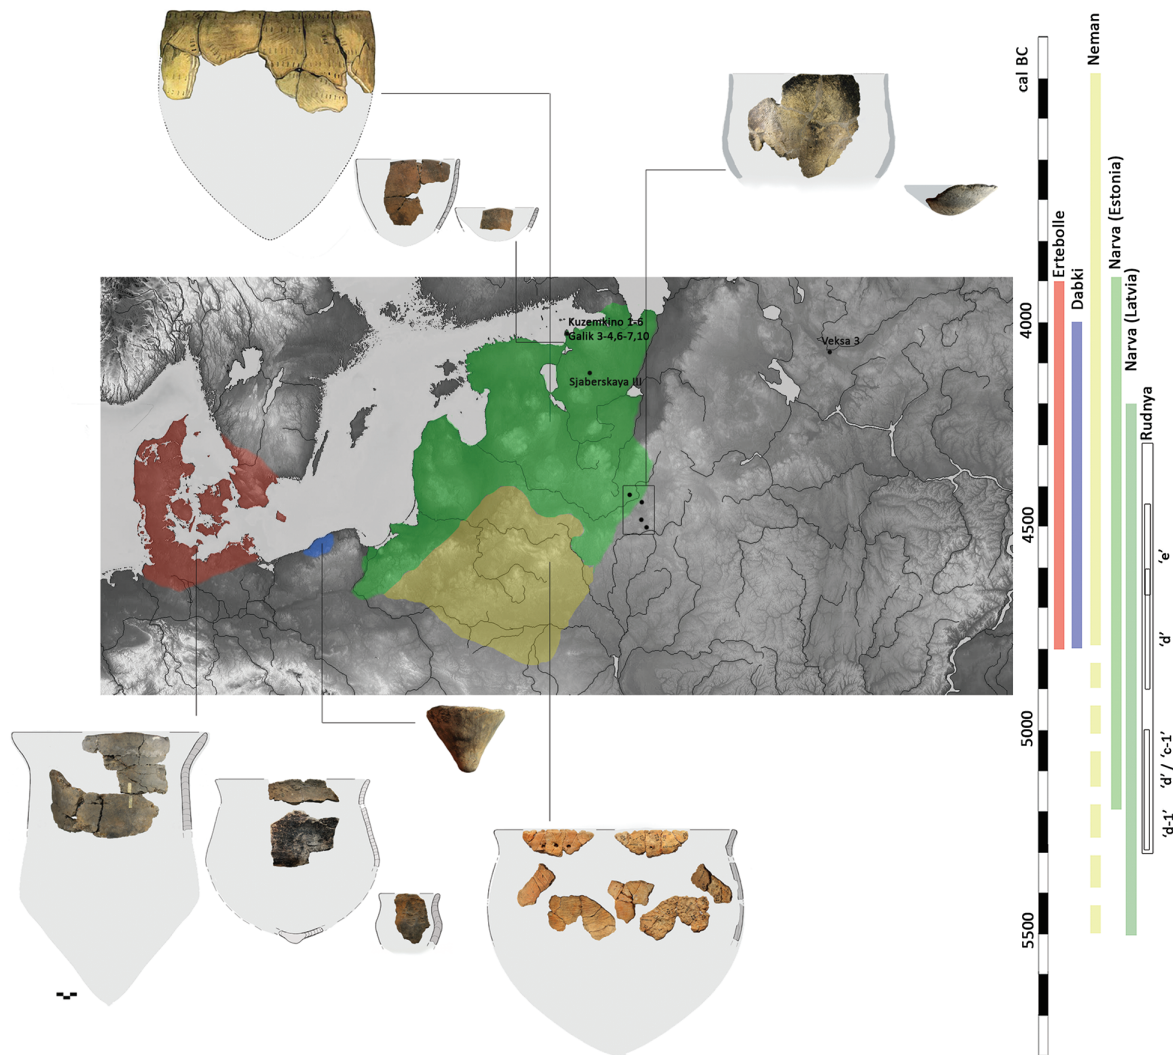 cal BC
Neman
Narva (Estonia)
Ertebolle
Dabki
Narva (Latvia)
Rudnya
4000
4500
5000
5500
'e'
'd'
'd' / 'c-1'
'd-1'
Kuzemkino 1-6
Galik 3-4,6-7,10
Sjaberskaya III
Veksa 3